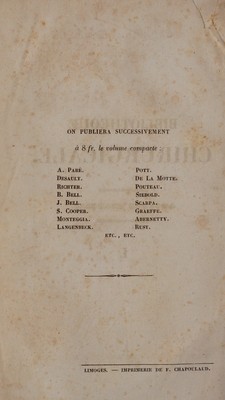 ON PUBLIERA SUCCESSIVEMENT
à 8 fr. le volume compacte
A. Paré. Pott.
Desault. De La Motte.
Richter. Pouteau.
B. Bell. Siebold.
J. Bell. Scarpa.
S. Cooper. Graeffe.
Monteggia. Abernetty.
Langenbeck. Rust.
ETC., ETC.
LIMOGES. — IMPRIMERIE DE F. CHAPOULAUD.